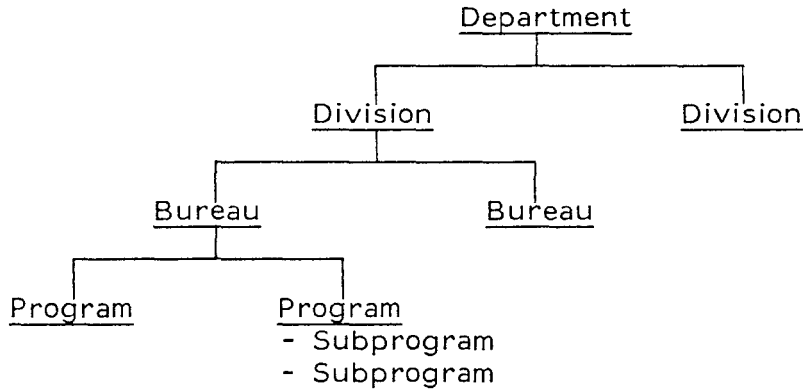 Department
Division Division
Bureau Bureau
Program Program
- Subprogram
- Subprogram